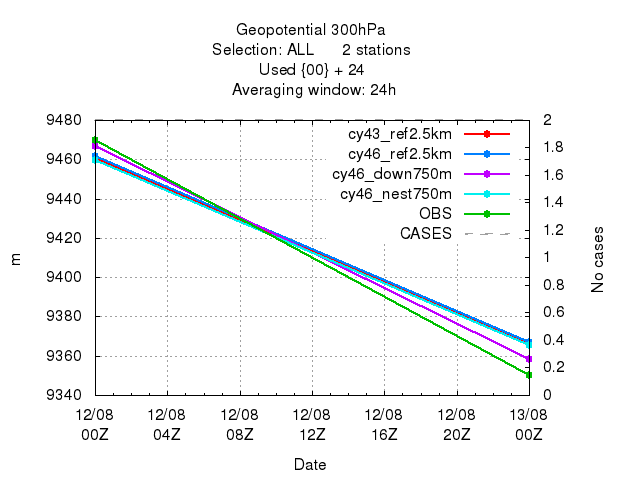 Geopotential 300hPa
Selection: ALL 2 stations
Used {00} + 24
Averaging window: 24h
9480
9460
9440
9420
9400
9380
9360
9340
m
2
1.8
1.6
1.4
1.2
1
0.8
0.6
0.4
0.2
0
No cases
cy43_ref2.5km
cy46_ref2.5km
cy46_down750m
cy46_nest750m
OBS
CASES
12/08 12/08 12/08 12/08 12/08 12/08 13/08
00Z 04Z 08Z 12Z 16Z 20Z 00Z
Date